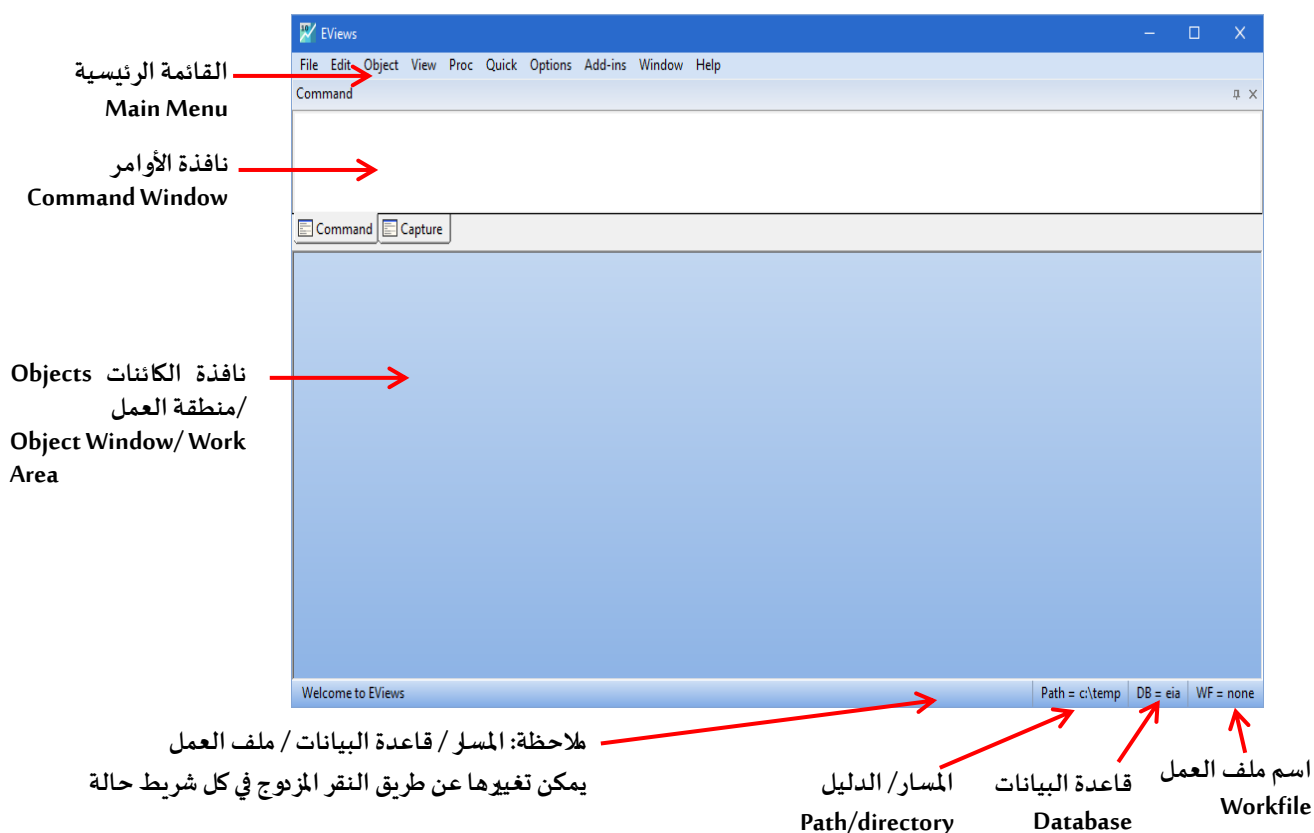 EViews
File Edit Object View Proc Quick Options Add-ins Window Help
Command
القائمة الرئيسية
Main Menu
نافذة الأوامر
Command Window
Command Capture
نافذة الكائنات Objects
/منطقة العمل
Object Window/ Work
Area
Welcome to EViews
Path = c:\temp DB = eia WF = none
ملاحظة: المسار / قاعدة البيانات / ملف العمل
يمكن تغييرها عن طريق النقر المزدوج في كل شريط حالة
المسار/ الدليل
Path/directory
قاعدة البيانات
Database
اسم ملف العمل
Workfile